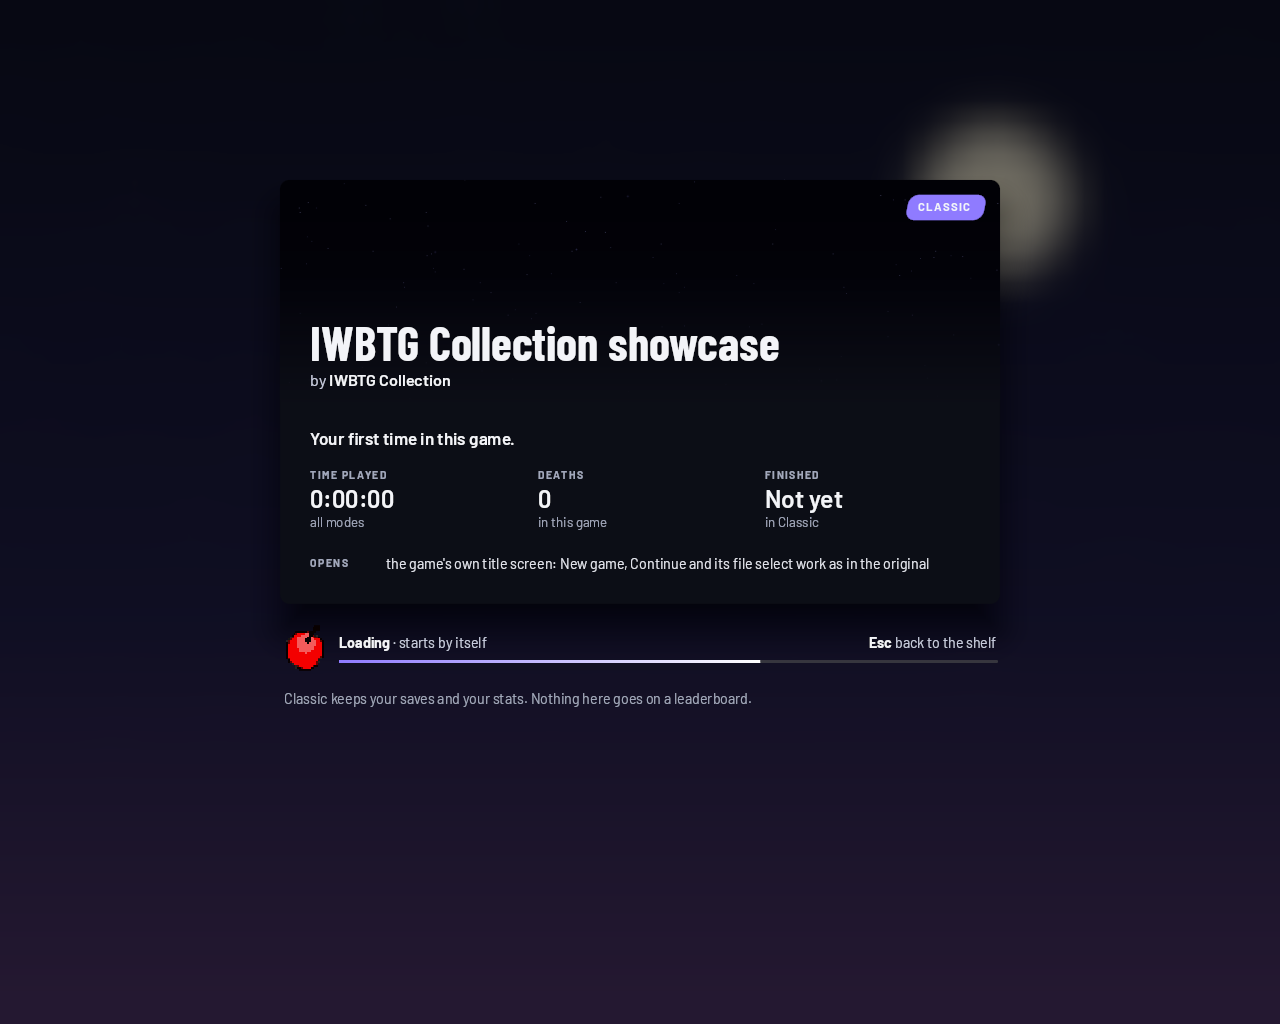 CLASSIC
IWBTG Collection showcase
by IWBTG Collection
Your first time in this game.
TIME PLAYED
0:00:00
all modes
DEATHS
0
in this game
FINISHED
Not yet
in Classic
OPENS the game's own title screen: New game, Continue and its file select work as in the original
Loading · starts by itself
Esc back to the shelf
Classic keeps your saves and your stats. Nothing here goes on a leaderboard.